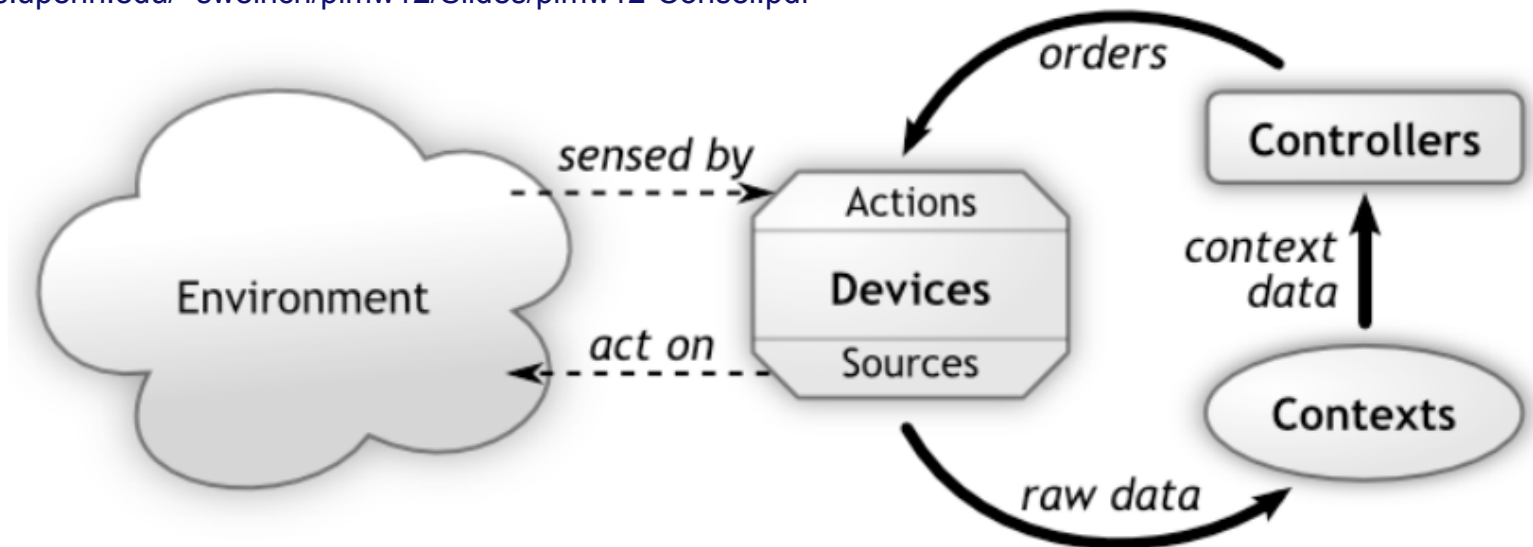 orders
Controllers
sensed by
Actions
context
data
Devices
Environment
act on
Sources
Contexts
raw data